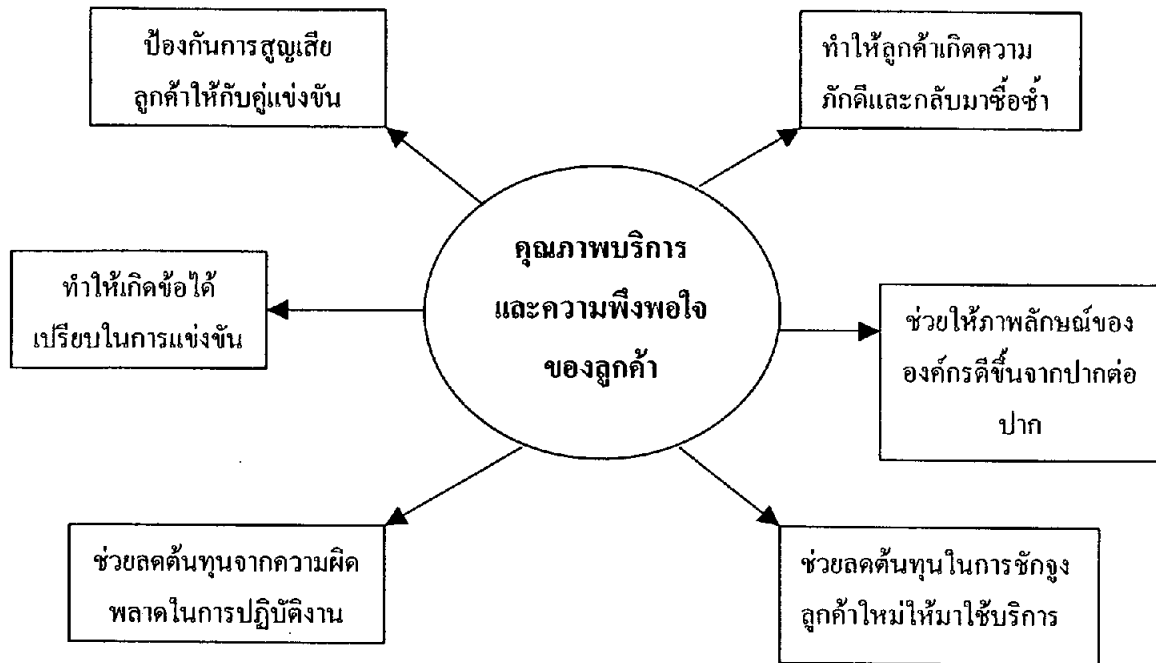 ป้องกันการสูญเสีย
ลูกค้าให้กับคู่แข่งขัน
ทำให้ลูกค้าเกิดความ
ภักดีและกลับมาซื้อซ้ำ
คุณภาพบริการ
และความพึงพอใจ
ของลูกค้า
ทำให้เกิดข้อได้
เปรียบในการแข่งขัน
ช่วยให้ภาพลักษณ์ของ
องค์กรดีขึ้นจากปากต่อ
ปาก
ช่วยลดต้นทุนจากความผิด
พลาดในการปฏิบัติงาน
ช่วยลดต้นทุนในการชักจูง
ลูกค้าใหม่ให้มาใช้บริการ